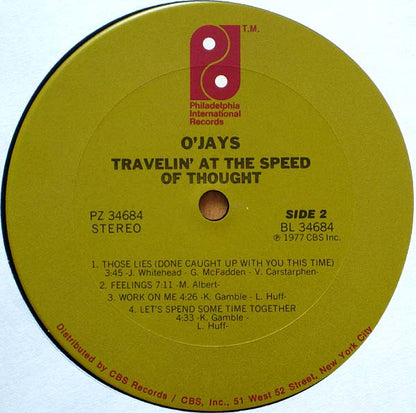 T.M.
Philadelphia
International
Records
O'JAYS
TRAVELIN' AT THE SPEED
OF THOUGHT
PZ 34684
STEREO
SIDE 2
BL 34684
℗ 1977 CBS Inc.
1. THOSE LIES (DONE CAUGHT UP WITH YOU THIS TIME)
3:45 -J. Whitehead - G. McFadden - V. Carstarphen-
2. FEELINGS 7:11 -M. Albert-
3. WORK ON ME 4:26 -K. Gamble - L. Huff-
4. LET'S SPEND SOME TIME TOGETHER
4:33 -K. Gamble -
L. Huff-
Distributed by CBS Records / CBS, Inc., 51 West 52 Street, New York City